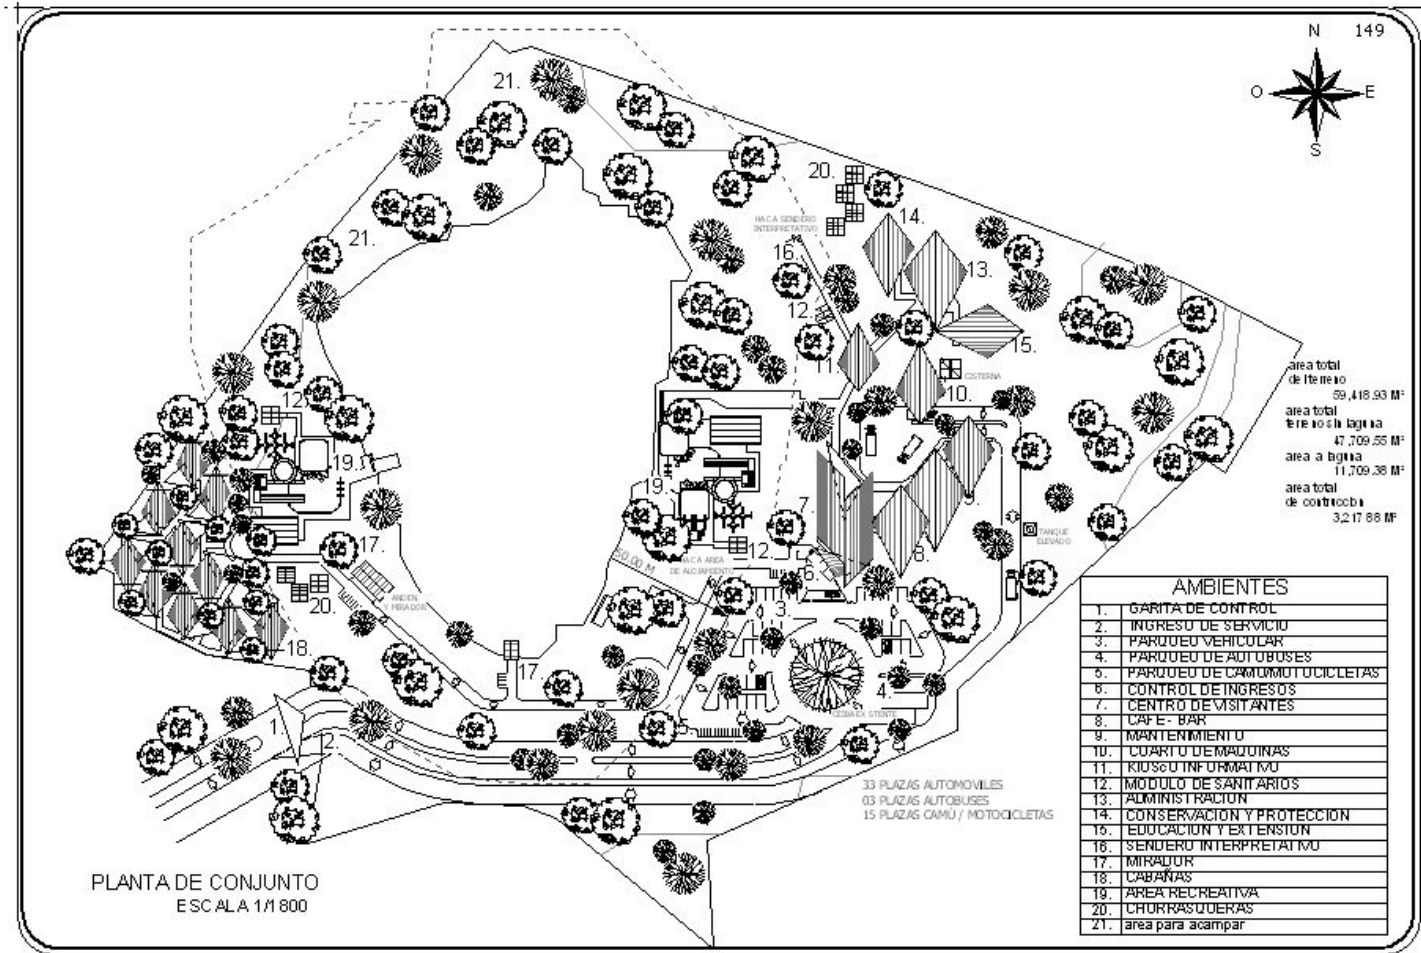 N 149
O E
S
21.
20.
HACA SENDERO
INTERPRETATIVO
14.
21.
16.
13.
12.
15.
11.
CISTERNA
10.
area total
de lterreno
59,418.93 M²
area total
terreno sin laguna
47,709.55 M²
area a laguna
11,709.38 M²
area total
de contruccion
3,217 88 M²
12.
19.
19.
7.
9.
TANQUE
ELEVADO
17.
12.
8.
50.00 M
HACA AREA
DE ALOJAMIENTO
6.
ANDEN
Y MIRADOR
20.
3.
18.
17.
4.
CEIBA EXISTENTE
5.
1.
2.
33 PLAZAS AUTOMOVILES
03 PLAZAS AUTOBUSES
15 PLAZAS CAMÚ / MOTOCICLETAS
PLANTA DE CONJUNTO
ESCALA 1/1800
AMBIENTES
1. GARITA DE CONTROL
2. INGRESO DE SERVICIO
3. PARQUEO VEHICULAR
4. PARQUEO DE AUTOBUSES
5. PARQUEO DE CAMO/MOTOCICLETAS
6. CONTROL DE INGRESOS
7. CENTRO DE VISITANTES
8. CAFE- BAR
9. MANTENIMIENTO
10. CUARTO DE MAQUINAS
11. KIOSCO INFORMATIVO
12. MODULO DE SANITARIOS
13. ADMINISTRACION
14. CONSERVACION Y PROTECCION
15. EDUCACION Y EXTENSION
16. SENDERO INTERPRETATIVO
17. MIRADOR
18. CABAÑAS
19. AREA RECREATIVA
20. CHURRASQUERAS
21. area para acampar